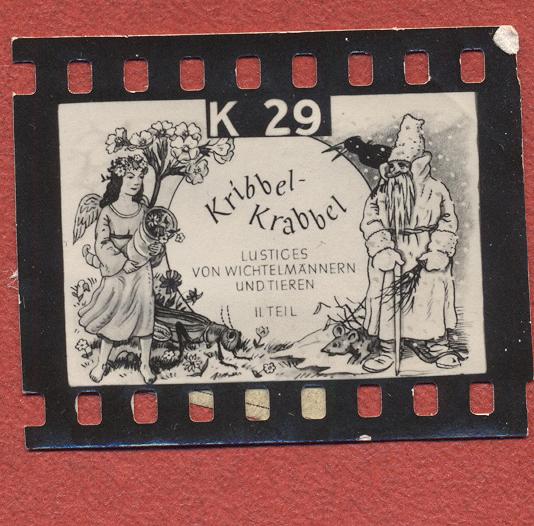 K 29
Kribbel-
Krabbel
LUSTIGES
VON WICHTELMÄNNERN
UND TIEREN
II. TEIL